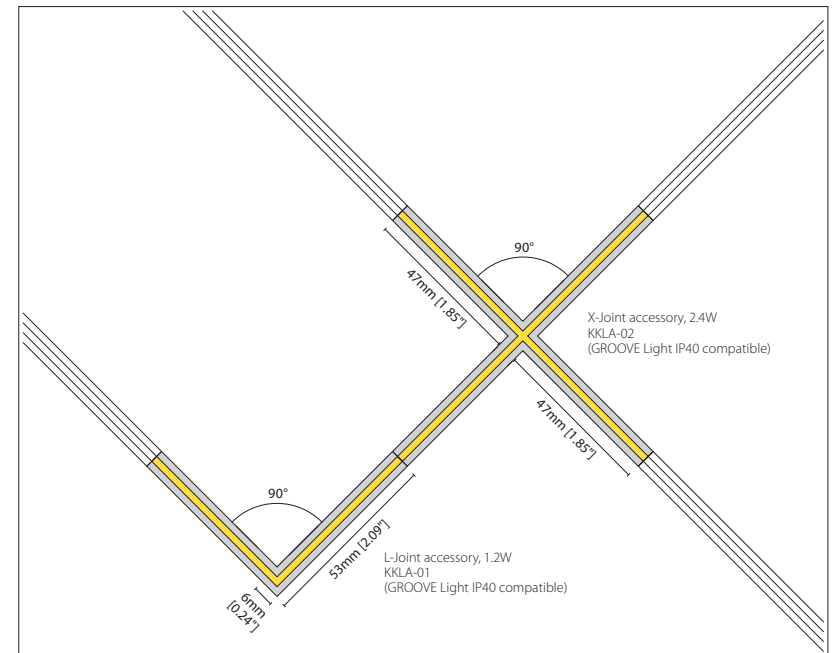 90°
47mm [1.85"]
X-Joint accessory, 2.4W
KKLA-02
(GROOVE Light IP40 compatible)
47mm [1.85"]
90°
53mm [2.09"]
L-Joint accessory, 1.2W
KKLA-01
(GROOVE Light IP40 compatible)
6mm
[0.24"]